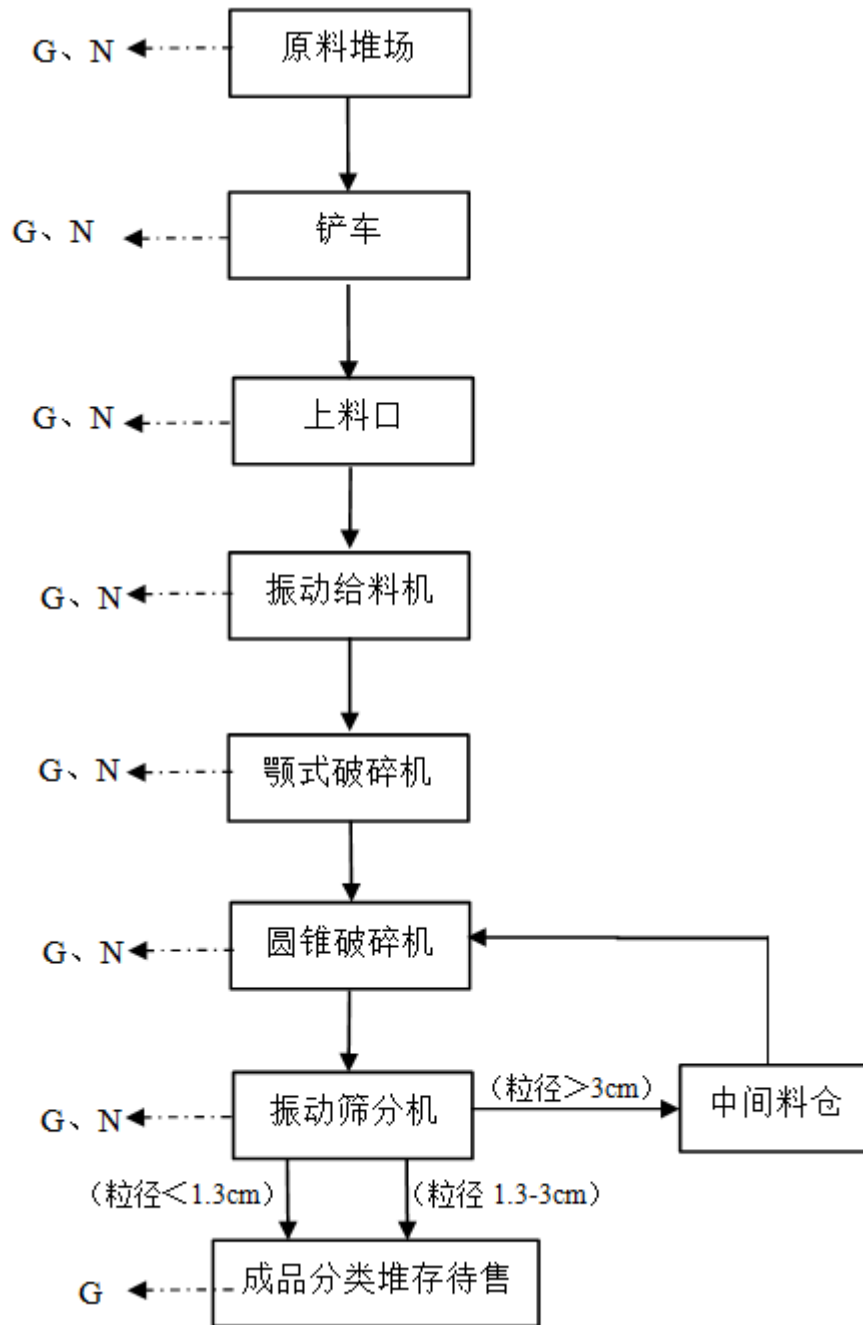 G、N
原料堆场
G、N
铲车
G、N
上料口
G、N
振动给料机
G、N
颚式破碎机
G、N
圆锥破碎机
G、N
振动筛分机
（粒径＞3cm）
中间料仓
（粒径＜1.3cm）
（粒径 1.3-3cm）
G
成品分类堆存待售